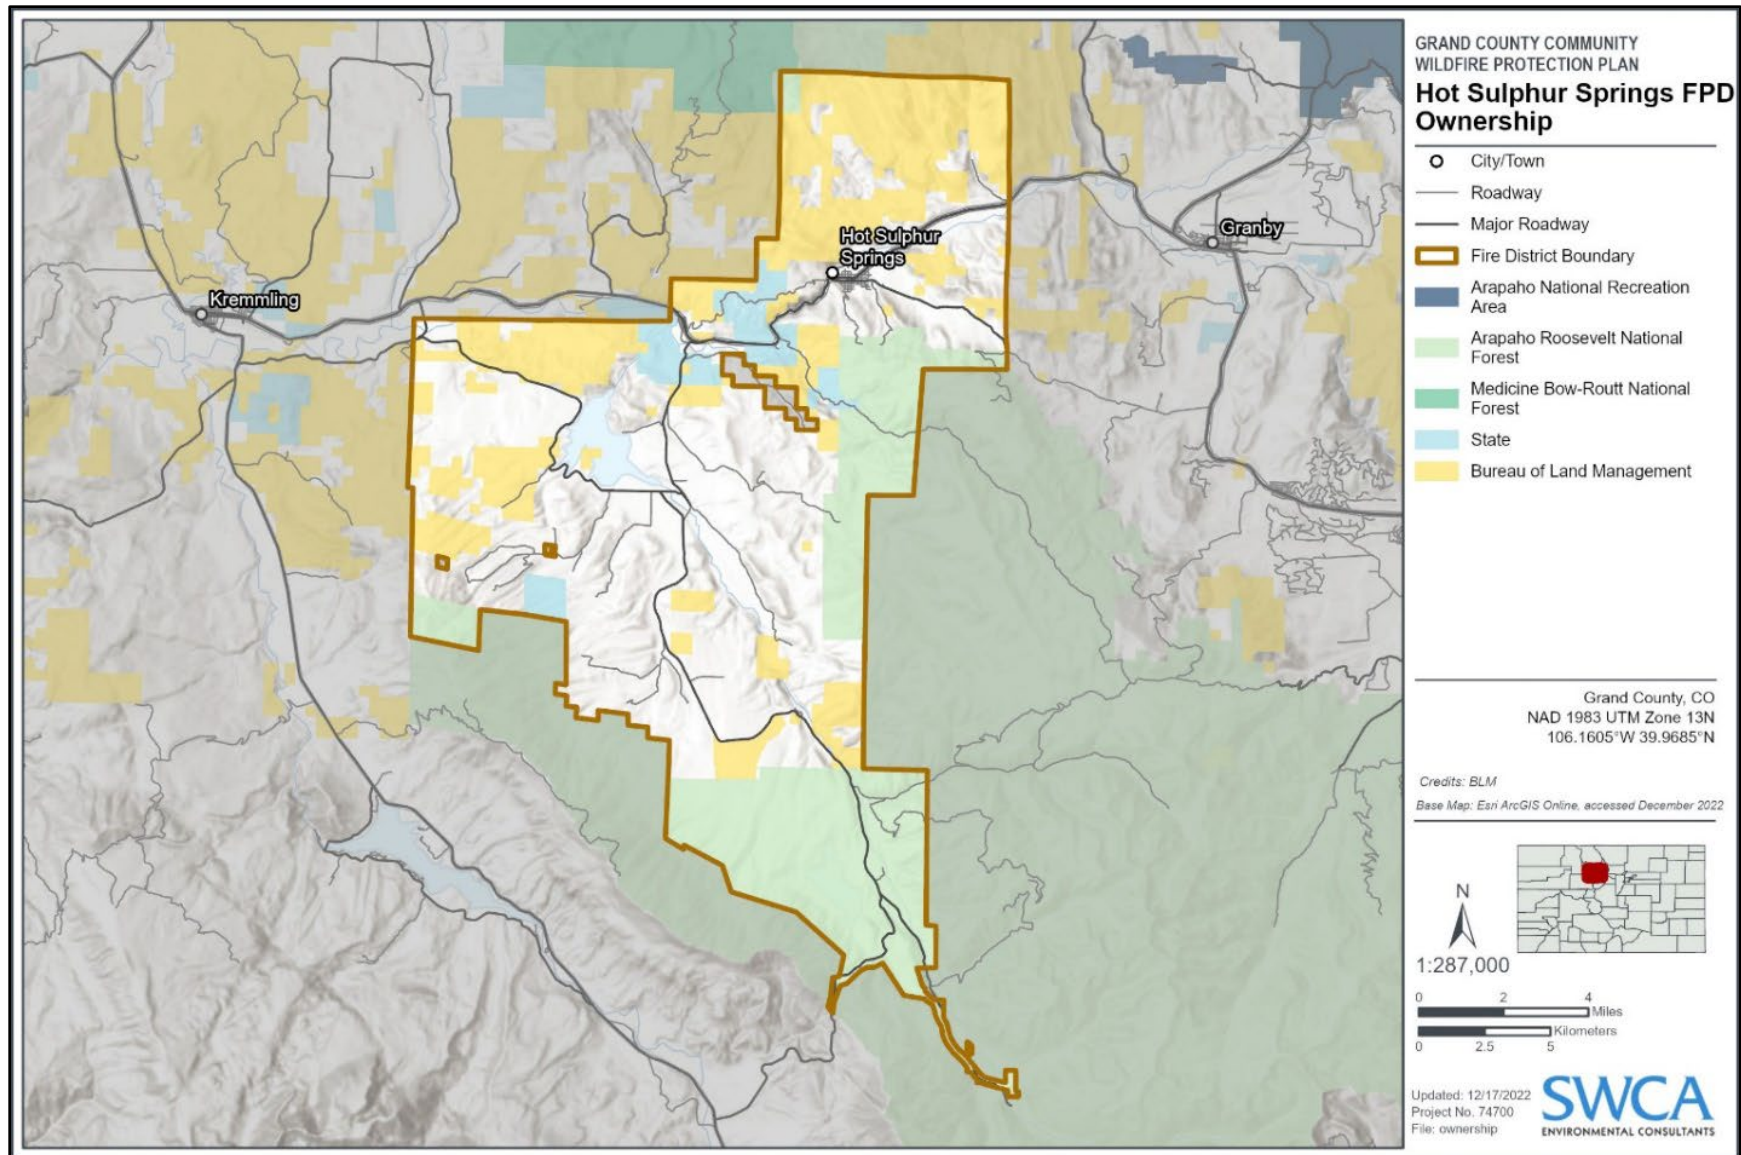 GRAND COUNTY COMMUNITY
WILDFIRE PROTECTION PLAN
Hot Sulphur Springs FPD
Ownership
City/Town
Roadway
Major Roadway
Fire District Boundary
Arapaho National Recreation
Area
Arapaho Roosevelt National
Forest
Medicine Bow-Routt National
Forest
State
Bureau of Land Management
Hot Sulphur
Springs
Granby
Kremmling
Grand County, CO
NAD 1983 UTM Zone 13N
106.1605°W 39.9685°N
Credits: BLM
Base Map: Esri ArcGIS Online, accessed December 2022
N
1:287,000
0 2 4
Miles
Kilometers
0 2.5 5
Updated: 12/17/2022
Project No. 74700
File: ownership
SWCA
ENVIRONMENTAL CONSULTANTS